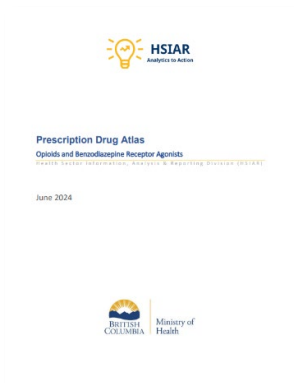 HSIAR
Analytics to Action
Prescription Drug Atlas
Opioids and Benzodiazepine Receptor Agonists
Health Sector Information, Analysis & Reporting Division (HSIAR)
June 2024
BRITISH
COLUMBIA
Ministry of
Health